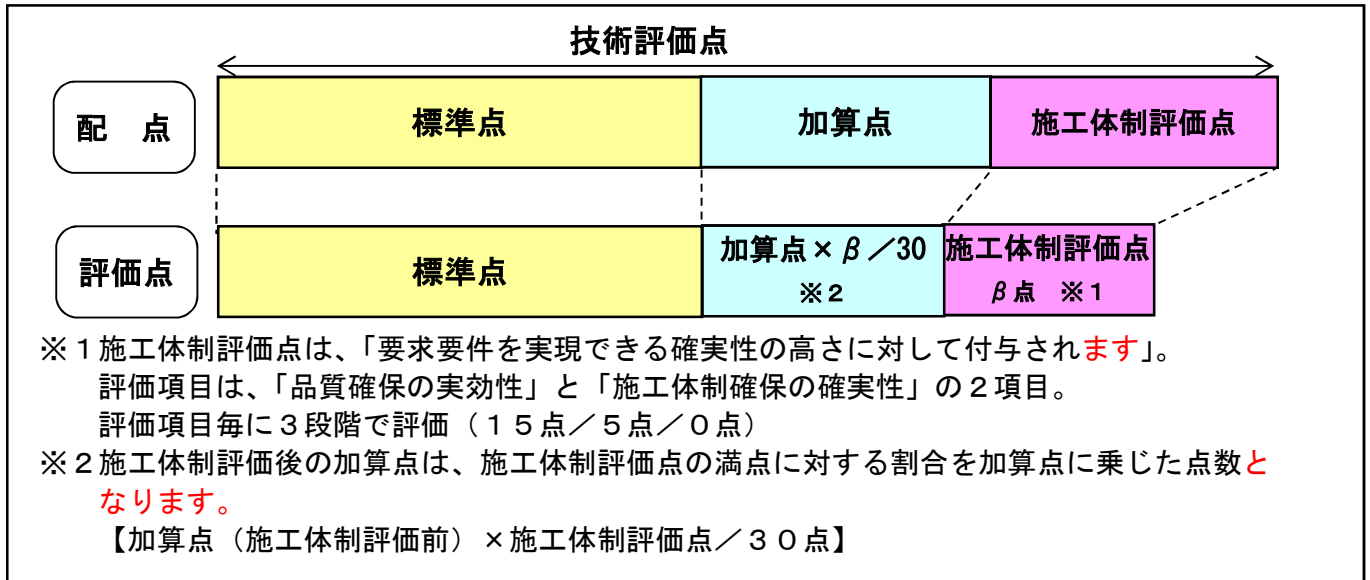 技術評価点
配　点
標準点
加算点
施工体制評価点
評価点
標準点
加算点×β／30
※２
施工体制評価点
β点　※１
※１施工体制評価点は、「要求要件を実現できる確実性の高さに対して付与されます」。
評価項目は、「品質確保の実効性」と「施工体制確保の確実性」の２項目。
評価項目毎に３段階で評価（１５点／５点／０点）
※２施工体制評価後の加算点は、施工体制評価点の満点に対する割合を加算点に乗じた点数と
なります。
【加算点（施工体制評価前）×施工体制評価点／３０点】